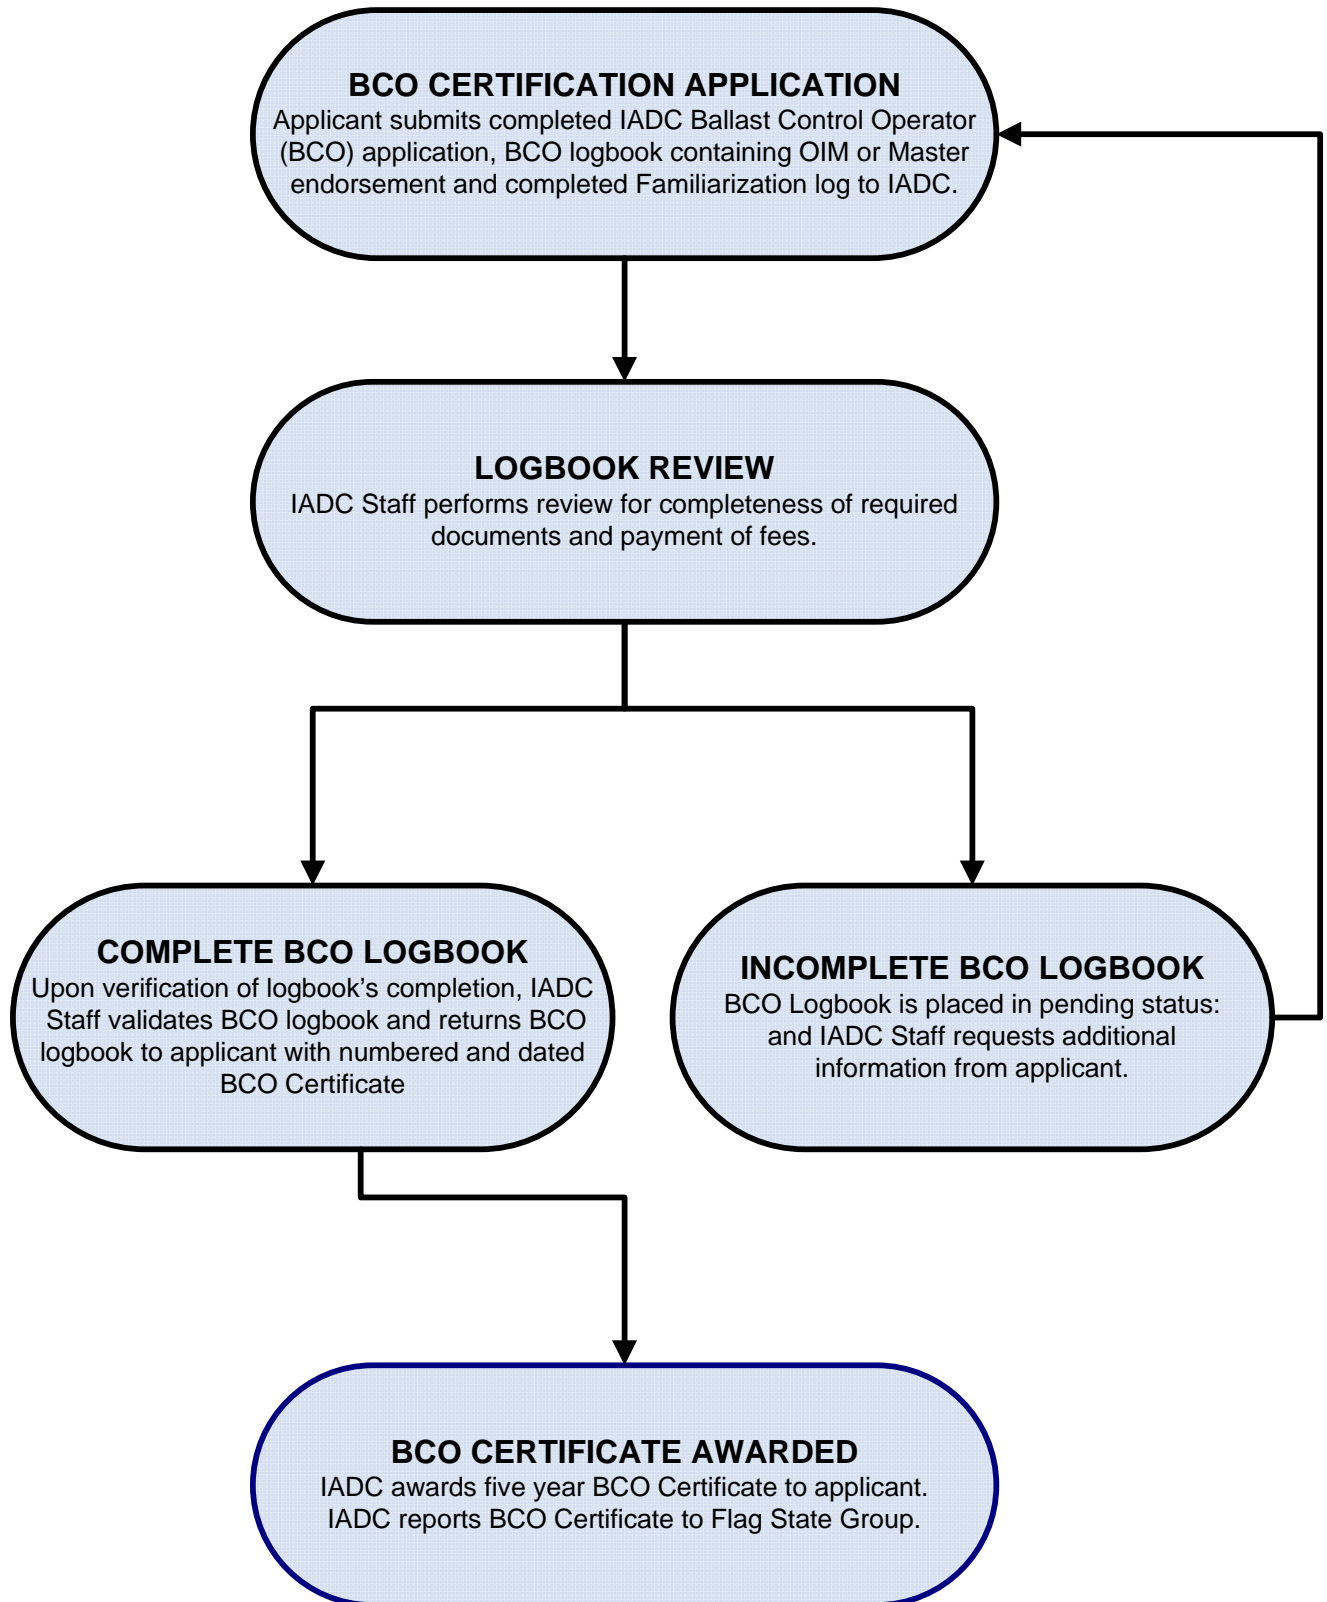 BCO CERTIFICATION APPLICATION
Applicant submits completed IADC Ballast Control Operator
(BCO) application, BCO logbook containing OIM or Master
endorsement and completed Familiarization log to IADC.
LOGBOOK REVIEW
IADC Staff performs review for completeness of required
documents and payment of fees.
COMPLETE BCO LOGBOOK
Upon verification of logbook’s completion, IADC
Staff validates BCO logbook and returns BCO
logbook to applicant with numbered and dated
BCO Certificate
INCOMPLETE BCO LOGBOOK
BCO Logbook is placed in pending status:
and IADC Staff requests additional
information from applicant.
BCO CERTIFICATE AWARDED
IADC awards five year BCO Certificate to applicant.
IADC reports BCO Certificate to Flag State Group.